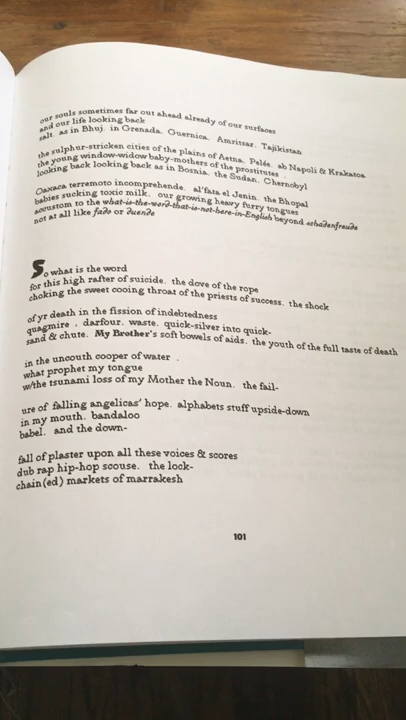 our souls sometimes far out ahead already of our surfaces
and our life looking back
salt. as in Bhuj. in Grenada. Guernica. Amritsar. Tajikistan
the sulphur-stricken cities of the plains of Aetna. Pelée. ab Napoli & Krakatoa
the young window-widow baby-mothers of the prostitutes .
looking back looking back as in Bosnia. the Sudan. Chernobyl
Oaxaca terremoto incomprehende. al'fata el Jenin. the Bhopal
babies sucking toxic milk. our growing heavy furry tongues
accustom to the what-is-the-word-that-is-not-here-in-English beyond schadenfreude
not at all like fado or duende
So what is the word
for this high rafter of suicide. the dove of the rope
choking the sweet cooing throat of the priests of success. the shock
of yr death in the fission of indebtedness
quagmire . darfour. waste. quick-silver into quick-
sand & chute. My Brother's soft bowels of aids. the youth of the full taste of death
in the uncouth cooper of water .
what prophet my tongue
w/the tsunami loss of my Mother the Noun. the fail-
ure of falling angelicas' hope. alphabets stuff upside-down
in my mouth. bandaloo
babel. and the down-
fall of plaster upon all these voices & scores
dub rap hip-hop scouse. the lock-
chain(ed) markets of marrakesh
101